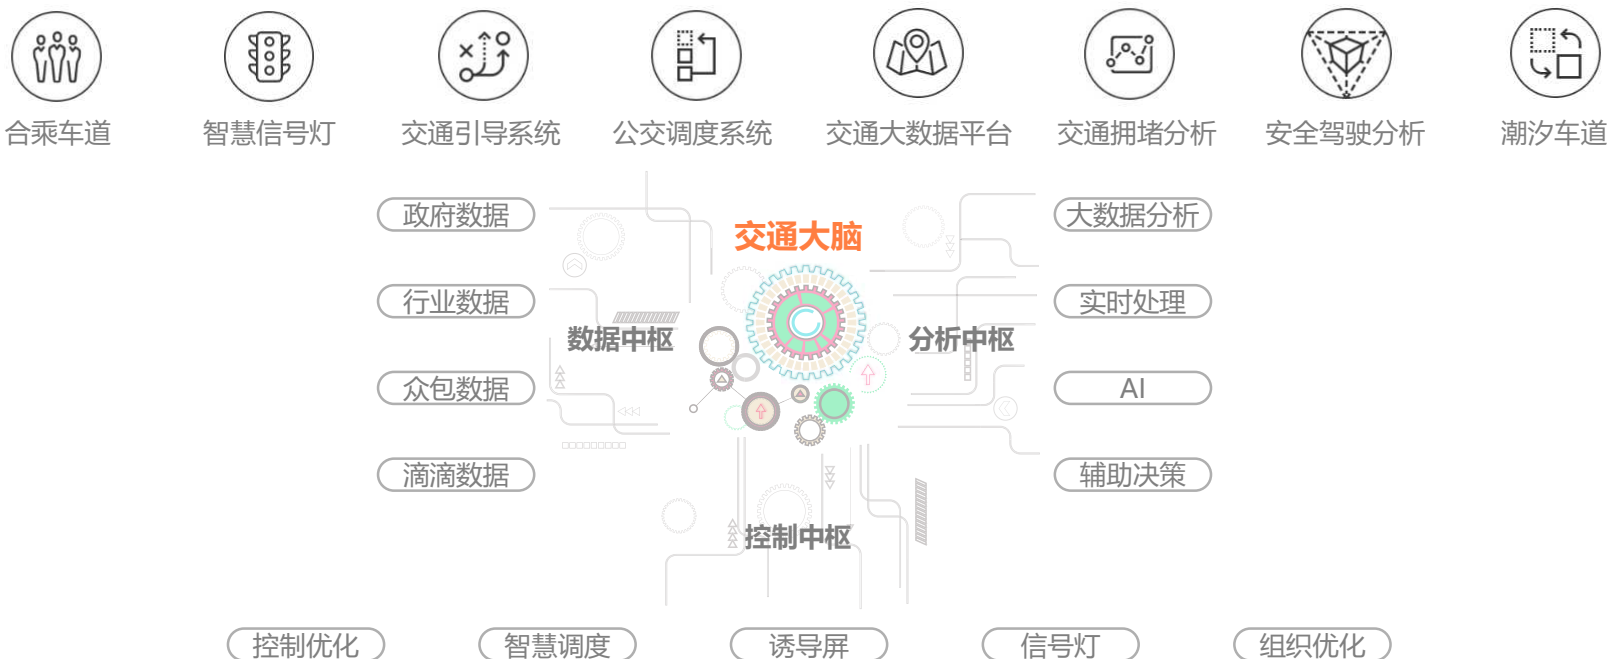 合乘车道
智慧信号灯
交通引导系统
公交调度系统
交通大数据平台
交通拥堵分析
安全驾驶分析
潮汐车道
政府数据
行业数据
众包数据
滴滴数据
交通大脑
数据中枢
分析中枢
控制中枢
大数据分析
实时处理
AI
辅助决策
控制优化
智慧调度
诱导屏
信号灯
组织优化